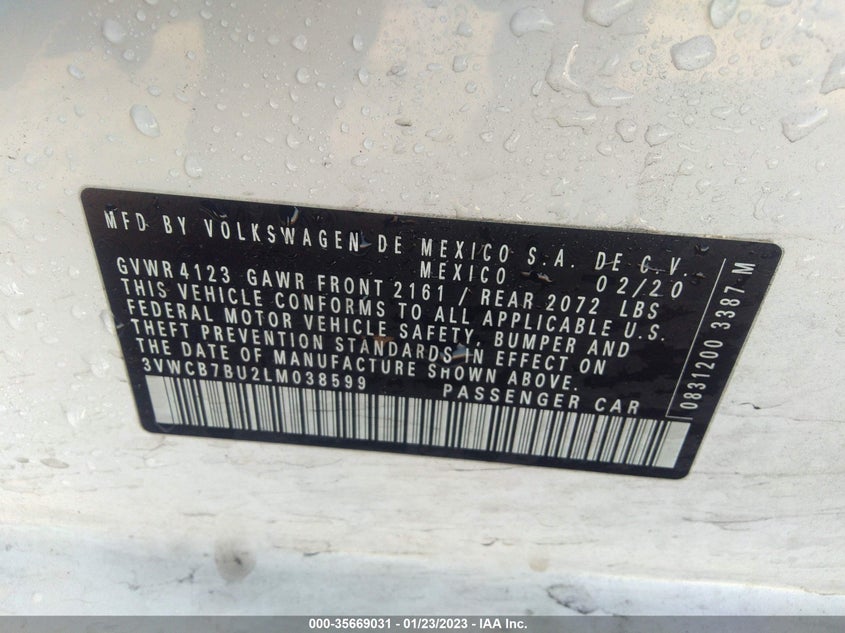 MFD BY VOLKSWAGEN DE MEXICO S.A. DE C.V.
MEXICO 02/20
GVWR 4123 GAWR FRONT 2161 / REAR 2072 LBS
THIS VEHICLE CONFORMS TO ALL APPLICABLE U.S.
FEDERAL MOTOR VEHICLE SAFETY, BUMPER AND
THEFT PREVENTION STANDARDS IN EFFECT ON
THE DATE OF MANUFACTURE SHOWN ABOVE.
3VWCB7BU2LM038599 PASSENGER CAR
0831200 3387 M
000-35669031 - 01/23/2023 - IAA Inc.